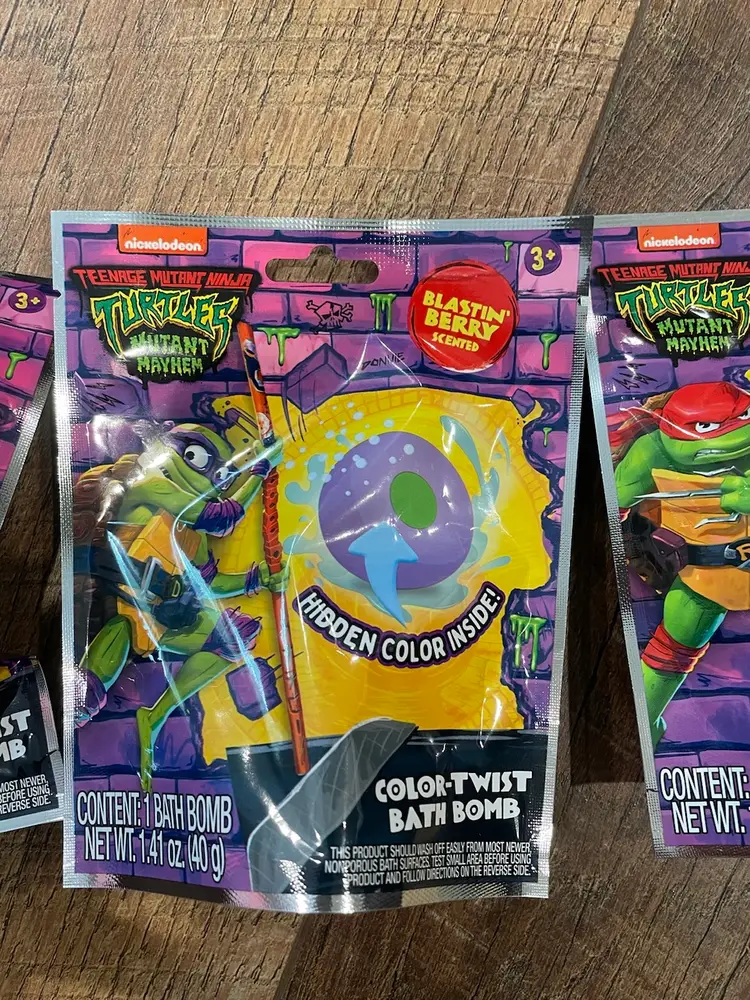 nickelodeon
TEENAGE MUTANT NINJA
TURTLES
MUTANT
MAYHEM
3+
BLASTIN'
BERRY
SCENTED
DONNIE
HIDDEN COLOR INSIDE!
COLOR-TWIST
BATH BOMB
CONTENT: 1 BATH BOMB
NET WT. 1.41 oz. (40 g)
THIS PRODUCT SHOULD WASH OFF EASILY FROM MOST NEWER,
NONPOROUS BATH SURFACES. TEST SMALL AREA BEFORE USING
PRODUCT AND FOLLOW DIRECTIONS ON THE REVERSE SIDE.
3+
IST
MB
MOST NEWER,
BEFORE USING
REVERSE SIDE.
nickelodeon
TEENAGE MUTANT NIN
TURTLES
MUTANT
MAYHEM
CONTENT:
NET WT.